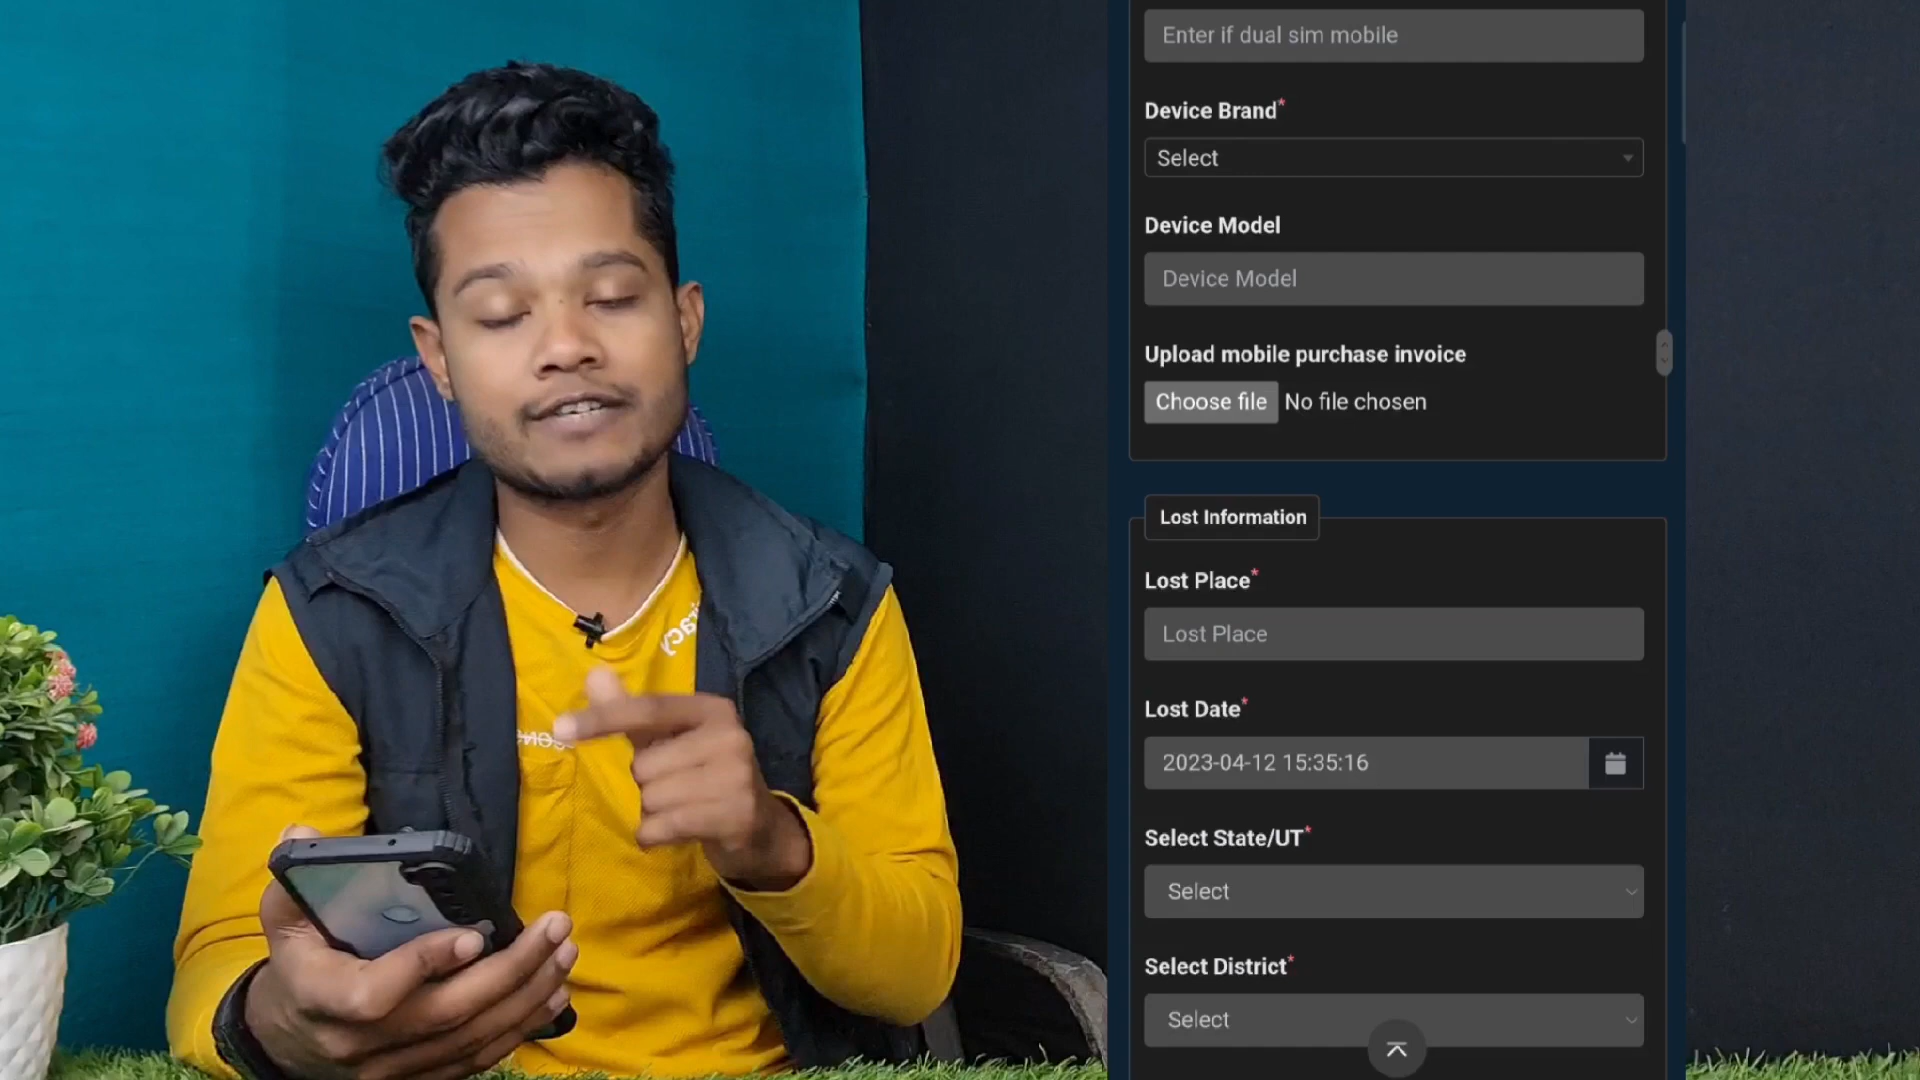 Enter if dual sim mobile
Device Brand*
Select
Device Model
Device Model
Upload mobile purchase invoice
Choose file No file chosen
Lost Information
Lost Place*
Lost Place
Lost Date*
2023-04-12 15:35:16
Select State/UT*
Select
Select District*
Select